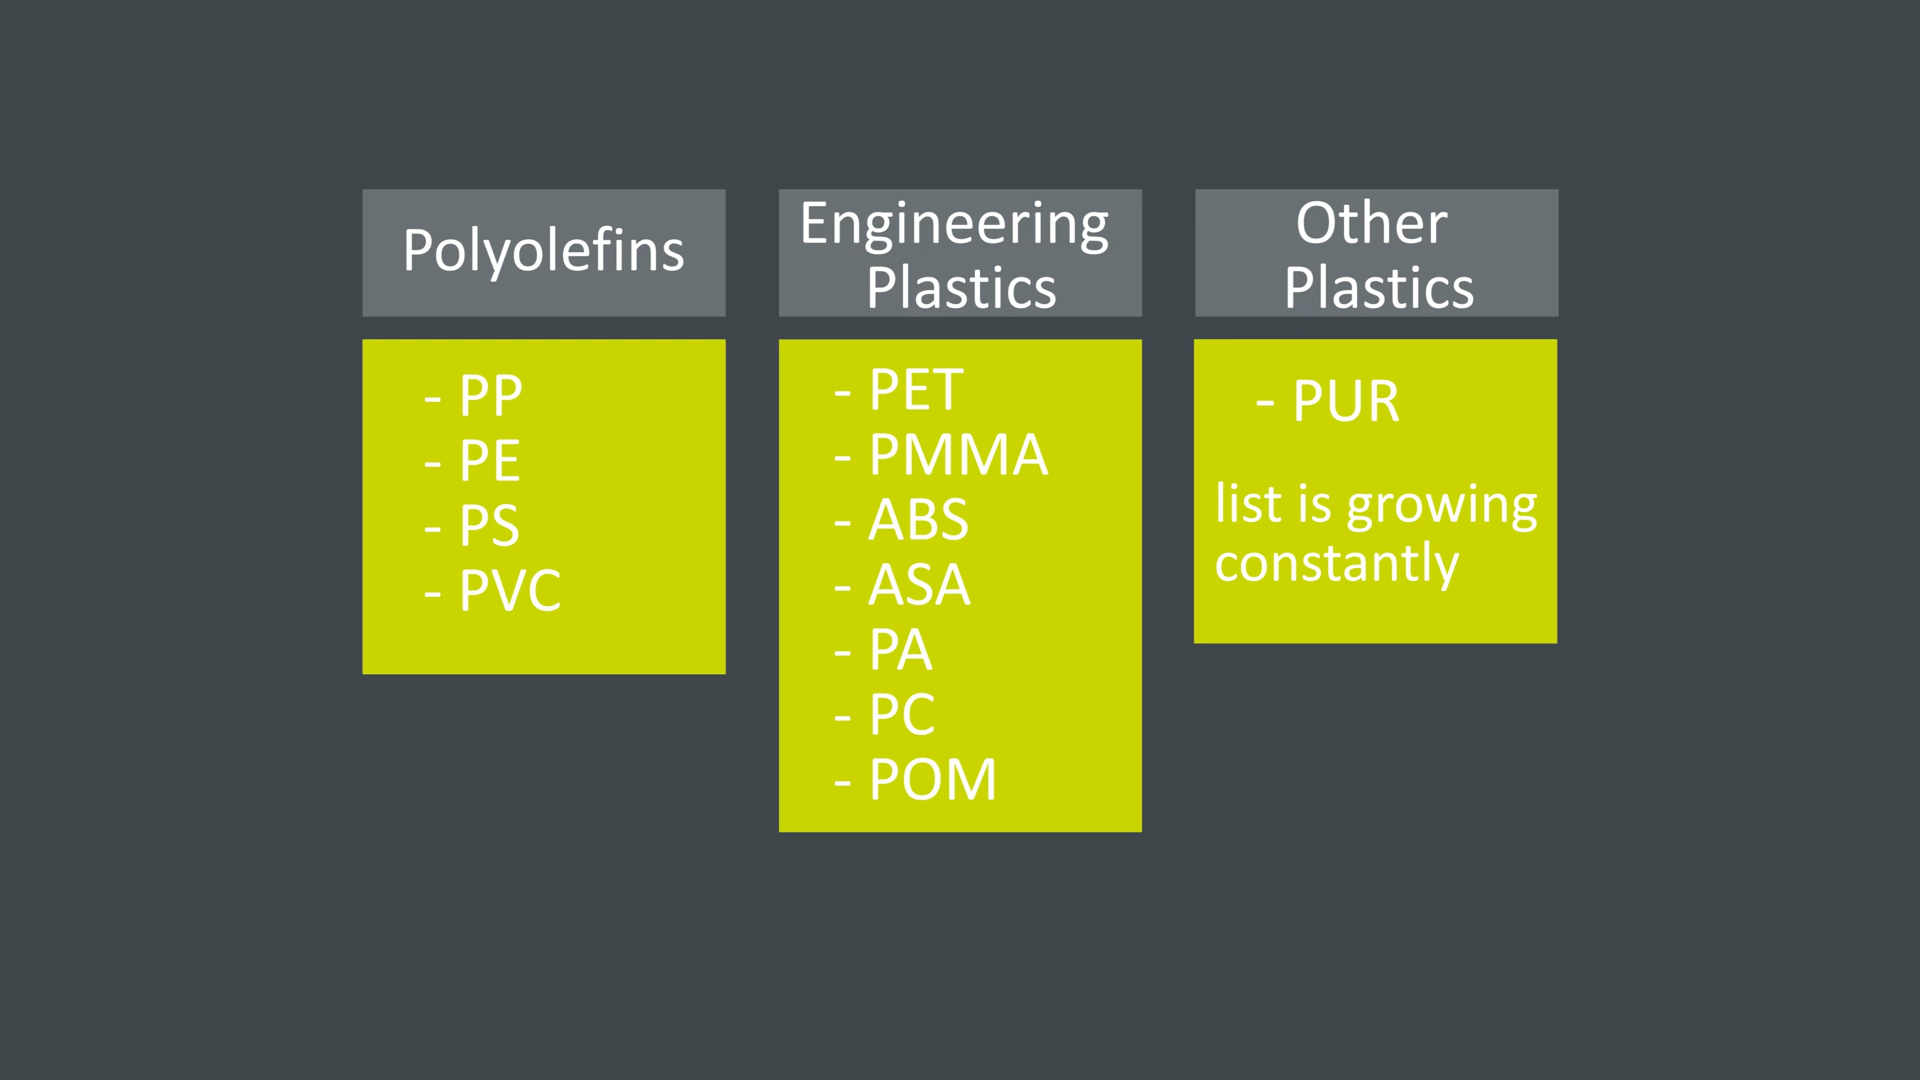 Polyolefins
- PP
- PE
- PS
- PVC
Engineering
Plastics
- PET
- PMMA
- ABS
- ASA
- PA
- PC
- POM
Other
Plastics
- PUR
list is growing
constantly